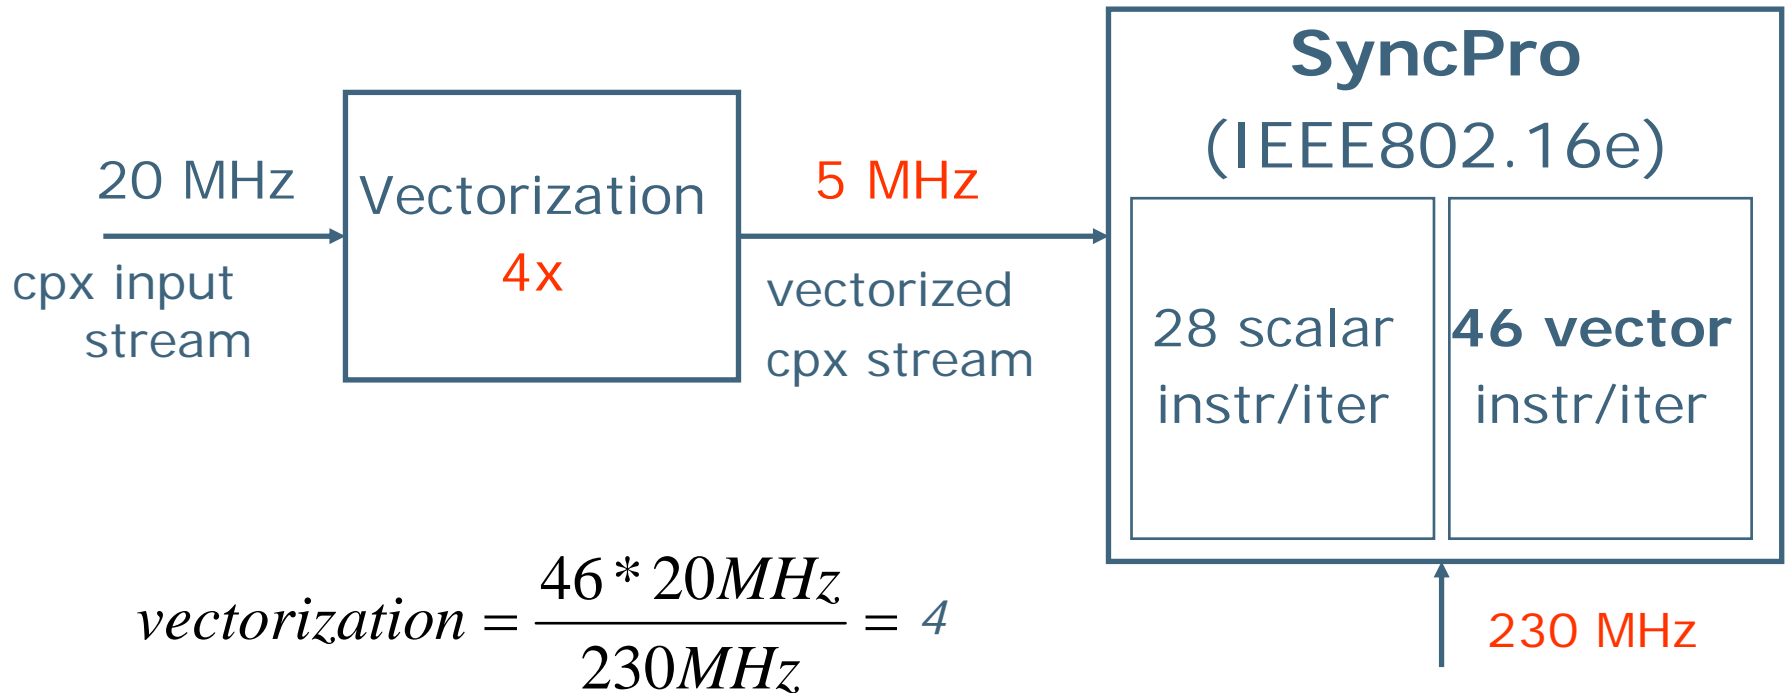 SyncPro
(IEEE802.16e)
20 MHz
cpx input
stream
Vectorization
4x
5 MHz
vectorized
cpx stream
28 scalar
instr/iter
46 vector
instr/iter
vectorization = 46 * 20MHz / 230MHz = 4
230 MHz